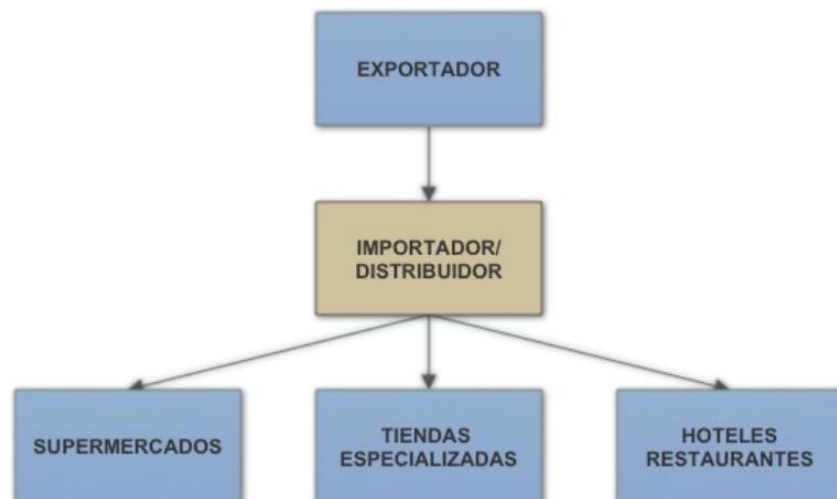 EXPORTADOR
IMPORTADOR/
DISTRIBUIDOR
SUPERMERCADOS
TIENDAS
ESPECIALIZADAS
HOTELES
RESTAURANTES